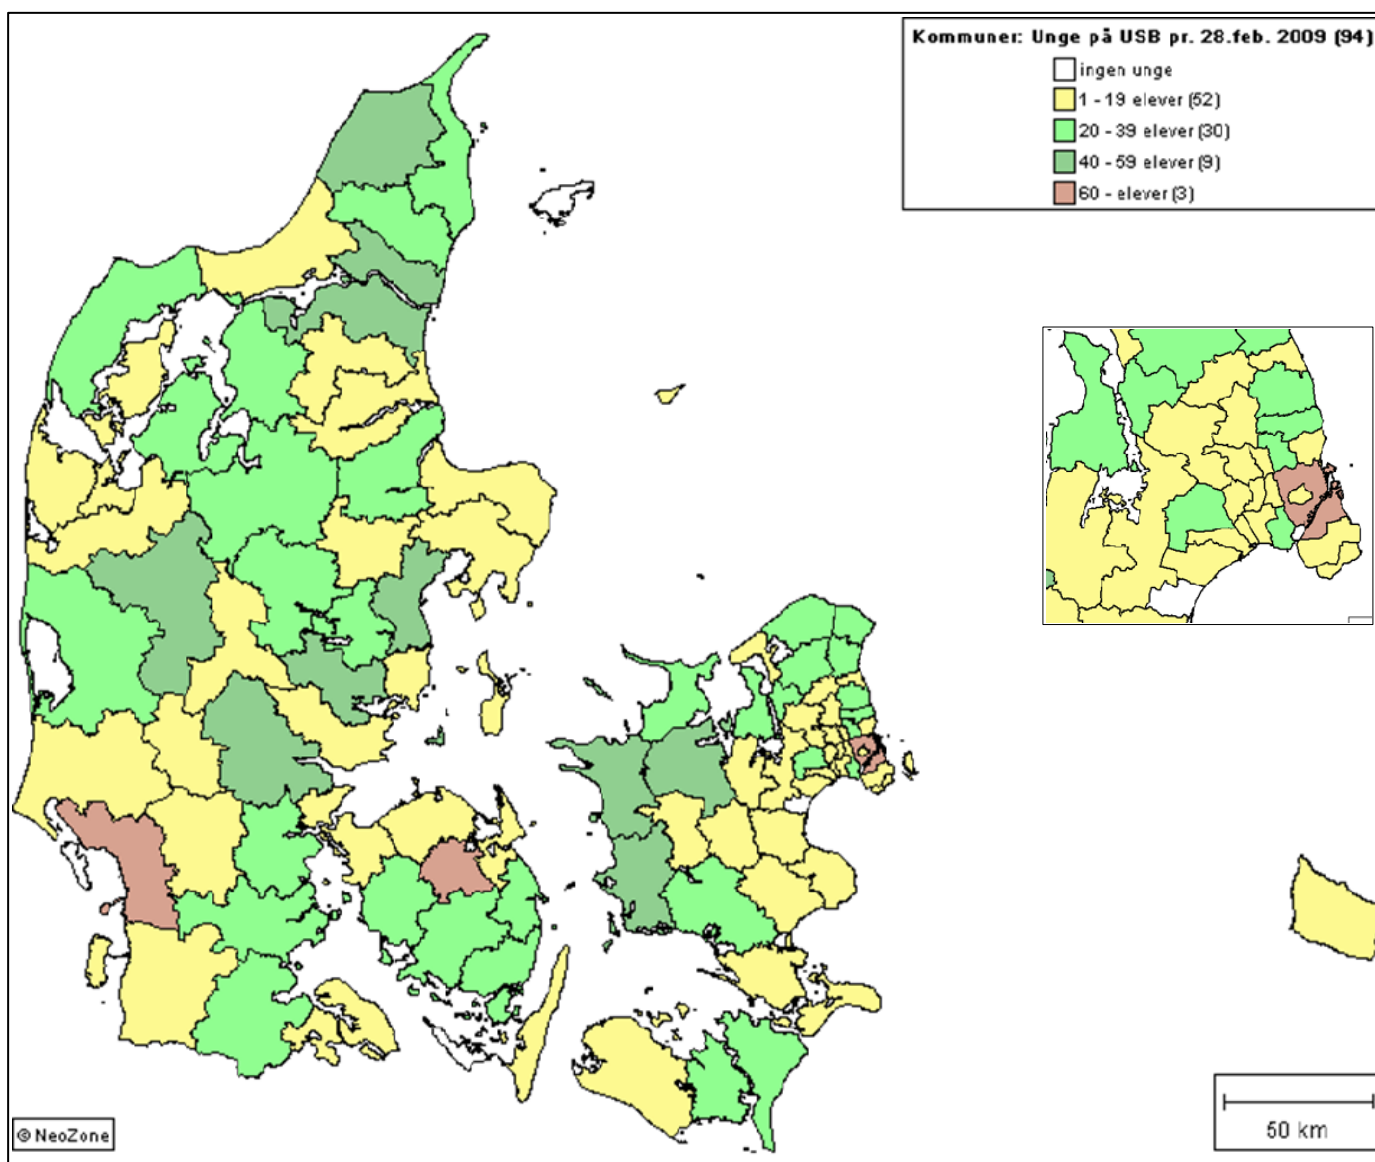 Kommuner: Unge på USB pr. 28.feb. 2009 (94)
ingen unge
1 - 19 elever (52)
20 - 39 elever (30)
40 - 59 elever (9)
60 - elever (3)
50 km
© NeoZone